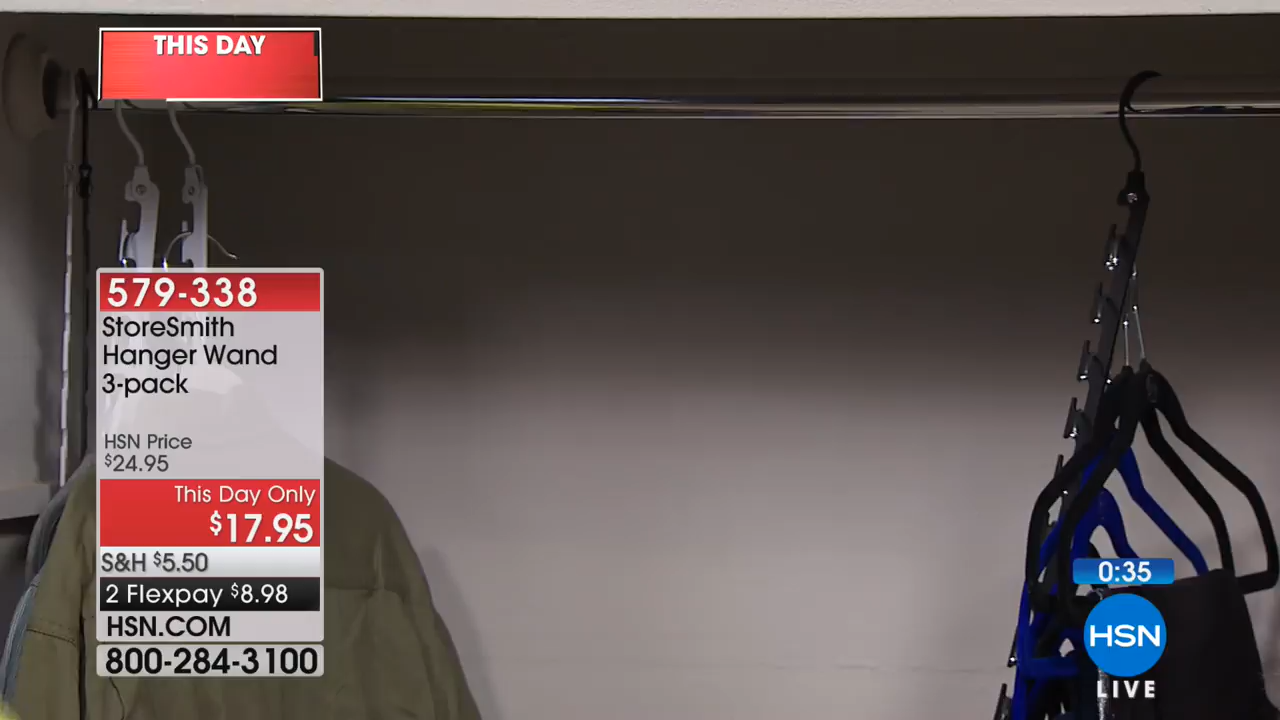 THIS DAY
579-338
StoreSmith
Hanger Wand
3-pack
HSN Price
$24.95
This Day Only
$17.95
S&H $5.50
2 Flexpay $8.98
HSN.COM
800-284-3100
0:35
HSN
LIVE